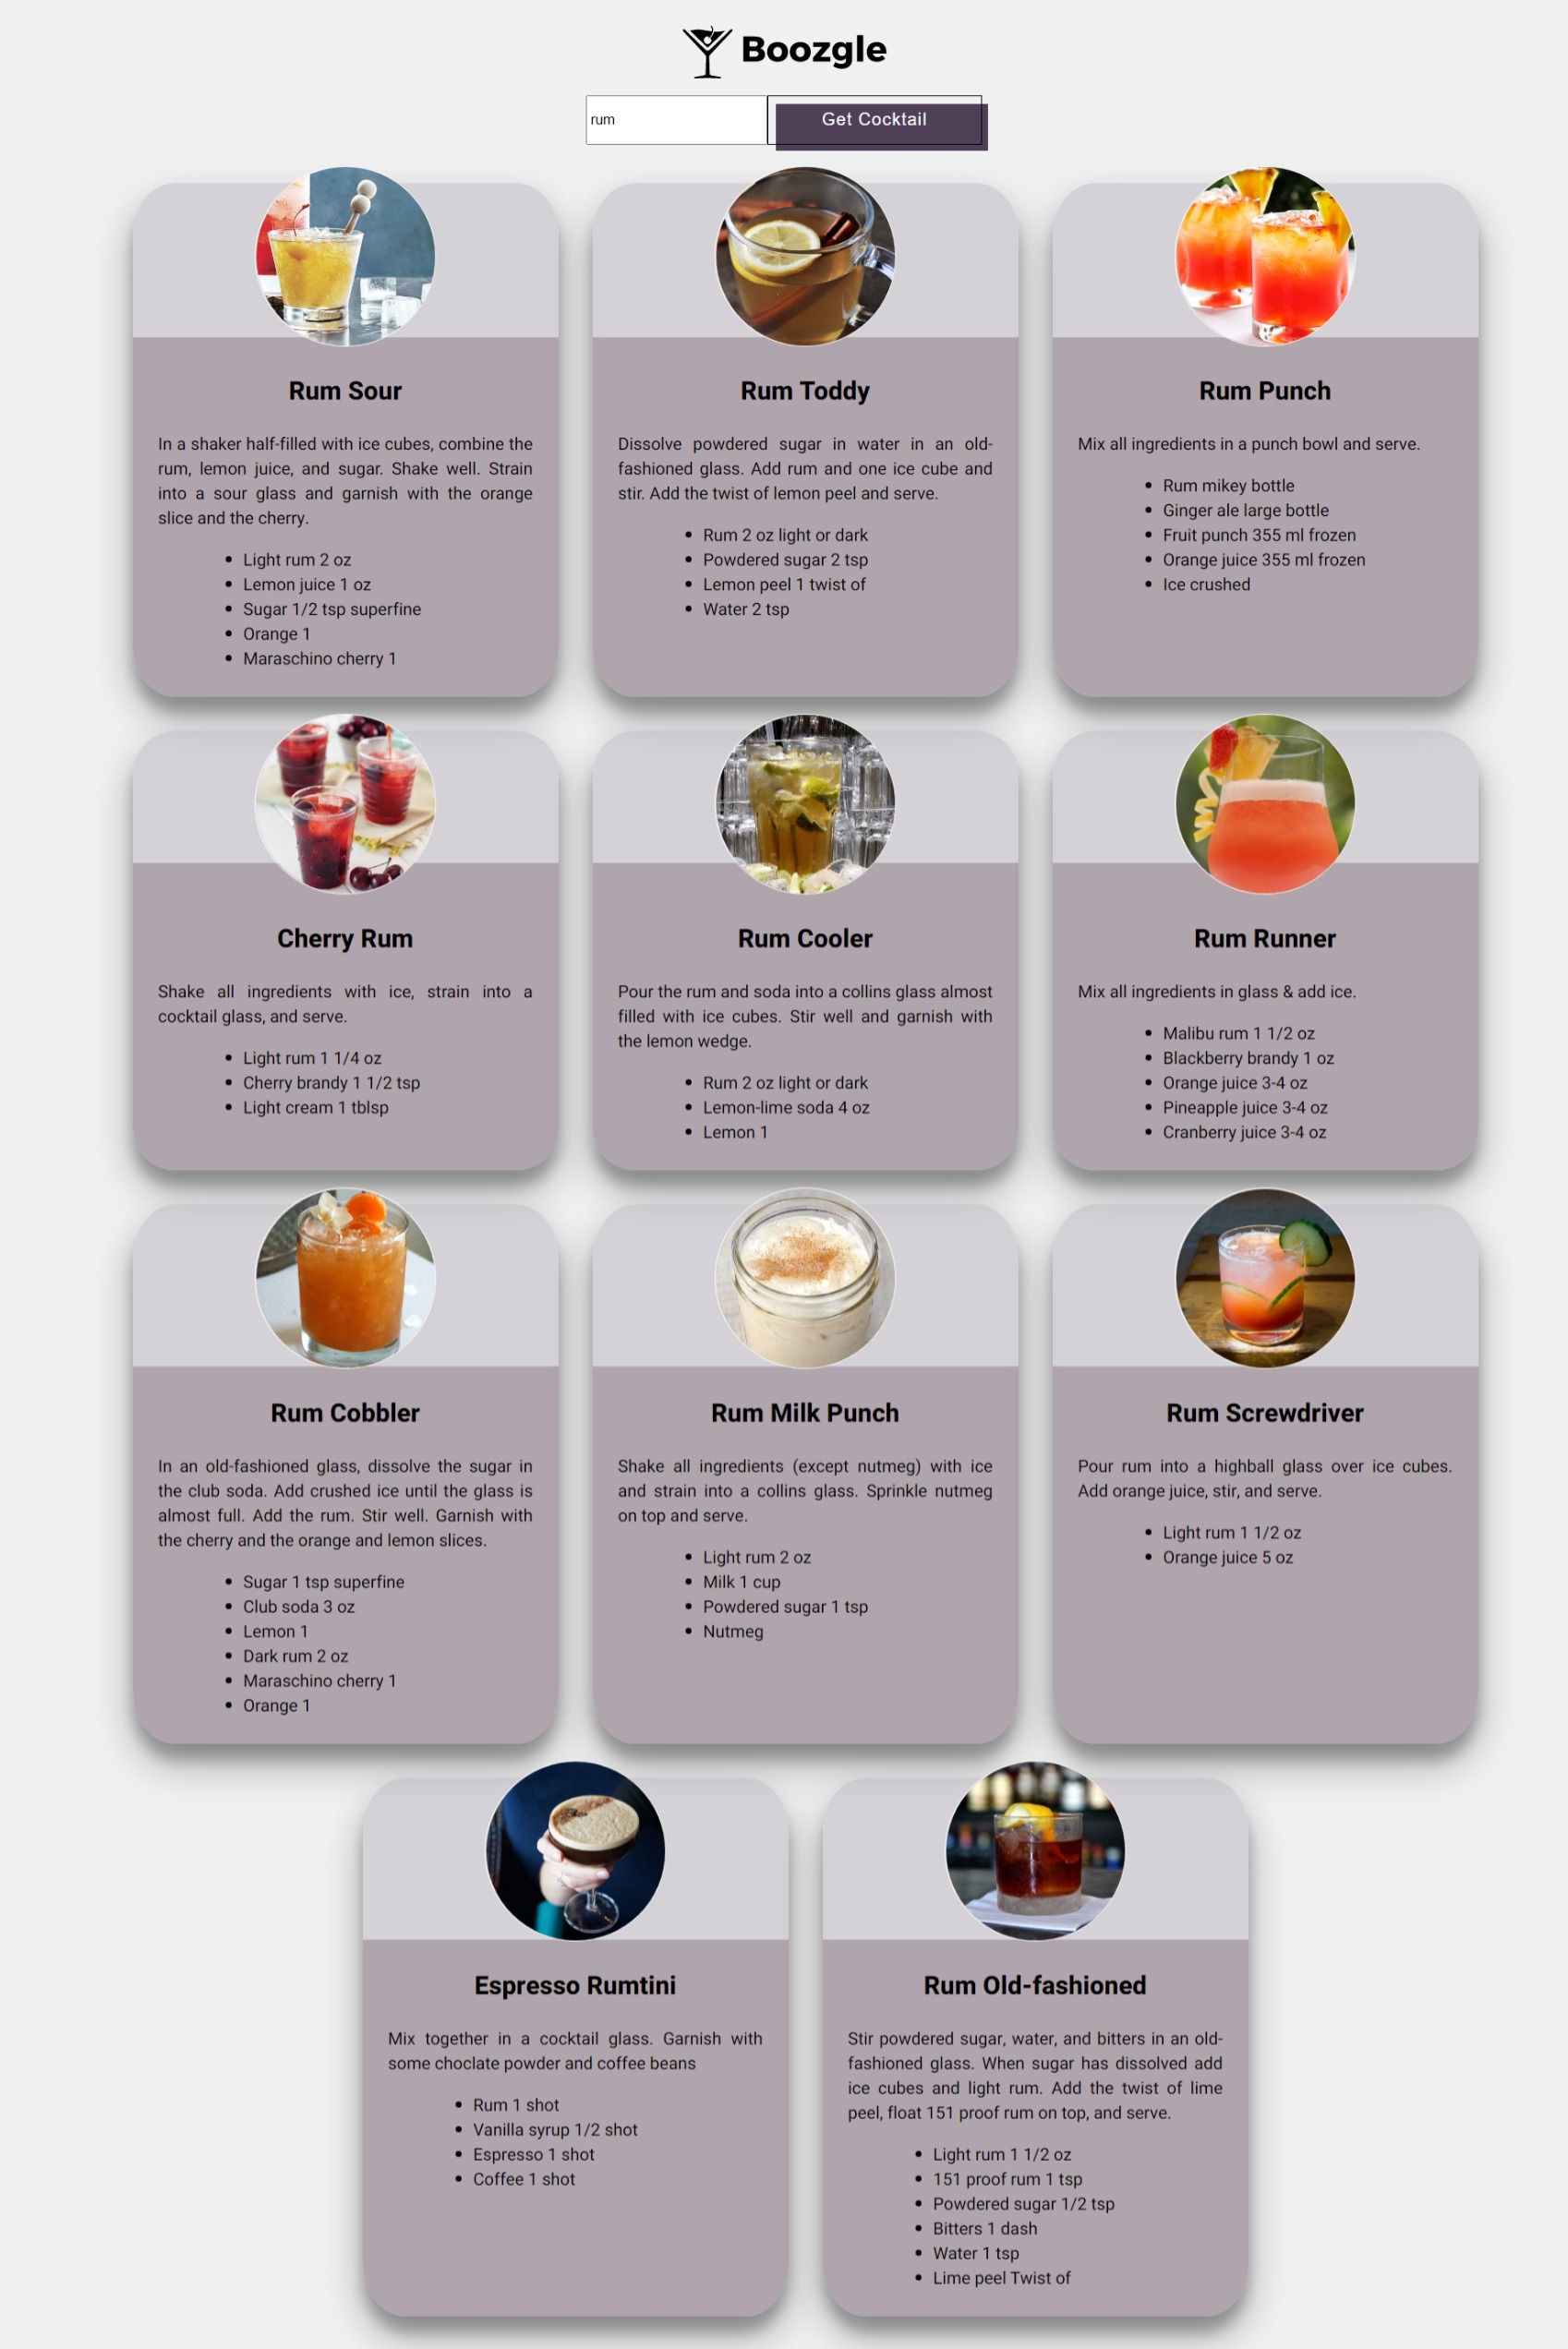 Boozgle
rum
Get Cocktail
Rum Sour
In a shaker half-filled with ice cubes, combine the
rum, lemon juice, and sugar. Shake well. Strain
into a sour glass and garnish with the orange
slice and the cherry.
Light rum 2 oz
Lemon juice 1 oz
Sugar 1/2 tsp superfine
Orange 1
Maraschino cherry 1
Rum Toddy
Dissolve powdered sugar in water in an old-
fashioned glass. Add rum and one ice cube and
stir. Add the twist of lemon peel and serve.
Rum 2 oz light or dark
Powdered sugar 2 tsp
Lemon peel 1 twist of
Water 2 tsp
Rum Punch
Mix all ingredients in a punch bowl and serve.
Rum mikey bottle
Ginger ale large bottle
Fruit punch 355 ml frozen
Orange juice 355 ml frozen
Ice crushed
Cherry Rum
Shake all ingredients with ice, strain into a
cocktail glass, and serve.
Light rum 1 1/4 oz
Cherry brandy 1 1/2 tsp
Light cream 1 tblsp
Rum Cooler
Pour the rum and soda into a collins glass almost
filled with ice cubes. Stir well and garnish with
the lemon wedge.
Rum 2 oz light or dark
Lemon-lime soda 4 oz
Lemon 1
Rum Runner
Mix all ingredients in glass & add ice.
Malibu rum 1 1/2 oz
Blackberry brandy 1 oz
Orange juice 3-4 oz
Pineapple juice 3-4 oz
Cranberry juice 3-4 oz
Rum Cobbler
In an old-fashioned glass, dissolve the sugar in
the club soda. Add crushed ice until the glass is
almost full. Add the rum. Stir well. Garnish with
the cherry and the orange and lemon slices.
Sugar 1 tsp superfine
Club soda 3 oz
Lemon 1
Dark rum 2 oz
Maraschino cherry 1
Orange 1
Rum Milk Punch
Shake all ingredients (except nutmeg) with ice
and strain into a collins glass. Sprinkle nutmeg
on top and serve.
Light rum 2 oz
Milk 1 cup
Powdered sugar 1 tsp
Nutmeg
Rum Screwdriver
Pour rum into a highball glass over ice cubes.
Add orange juice, stir, and serve.
Light rum 1 1/2 oz
Orange juice 5 oz
Espresso Rumtini
Mix together in a cocktail glass. Garnish with
some choclate powder and coffee beans
Rum 1 shot
Vanilla syrup 1/2 shot
Espresso 1 shot
Coffee 1 shot
Rum Old-fashioned
Stir powdered sugar, water, and bitters in an old-
fashioned glass. When sugar has dissolved add
ice cubes and light rum. Add the twist of lime
peel, float 151 proof rum on top, and serve.
Light rum 1 1/2 oz
151 proof rum 1 tsp
Powdered sugar 1/2 tsp
Bitters 1 dash
Water 1 tsp
Lime peel Twist of